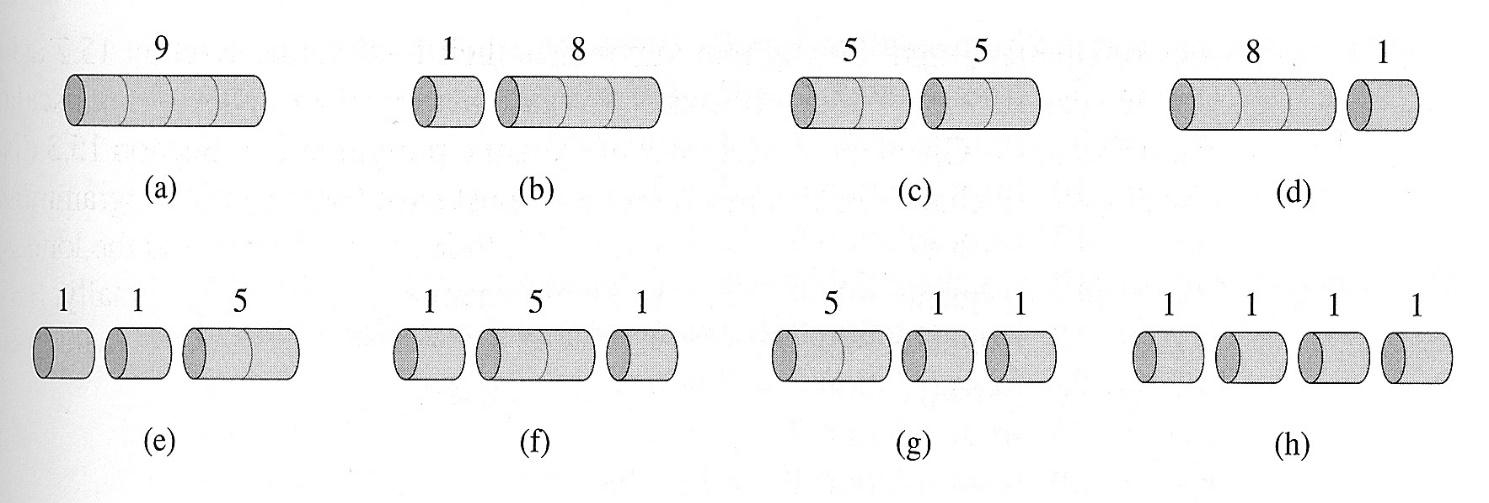 9 1 8 5 5 8 1
(a) (b) (c) (d)
1 1 5 1 5 1 5 1 1 1 1 1 1
(e) (f) (g) (h)